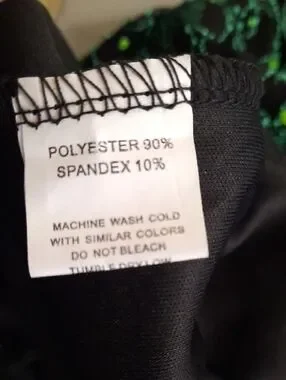 POLYESTER 90%
SPANDEX 10%
MACHINE WASH COLD
WITH SIMILAR COLORS
DO NOT BLEACH
TUMBLE DRY LOW